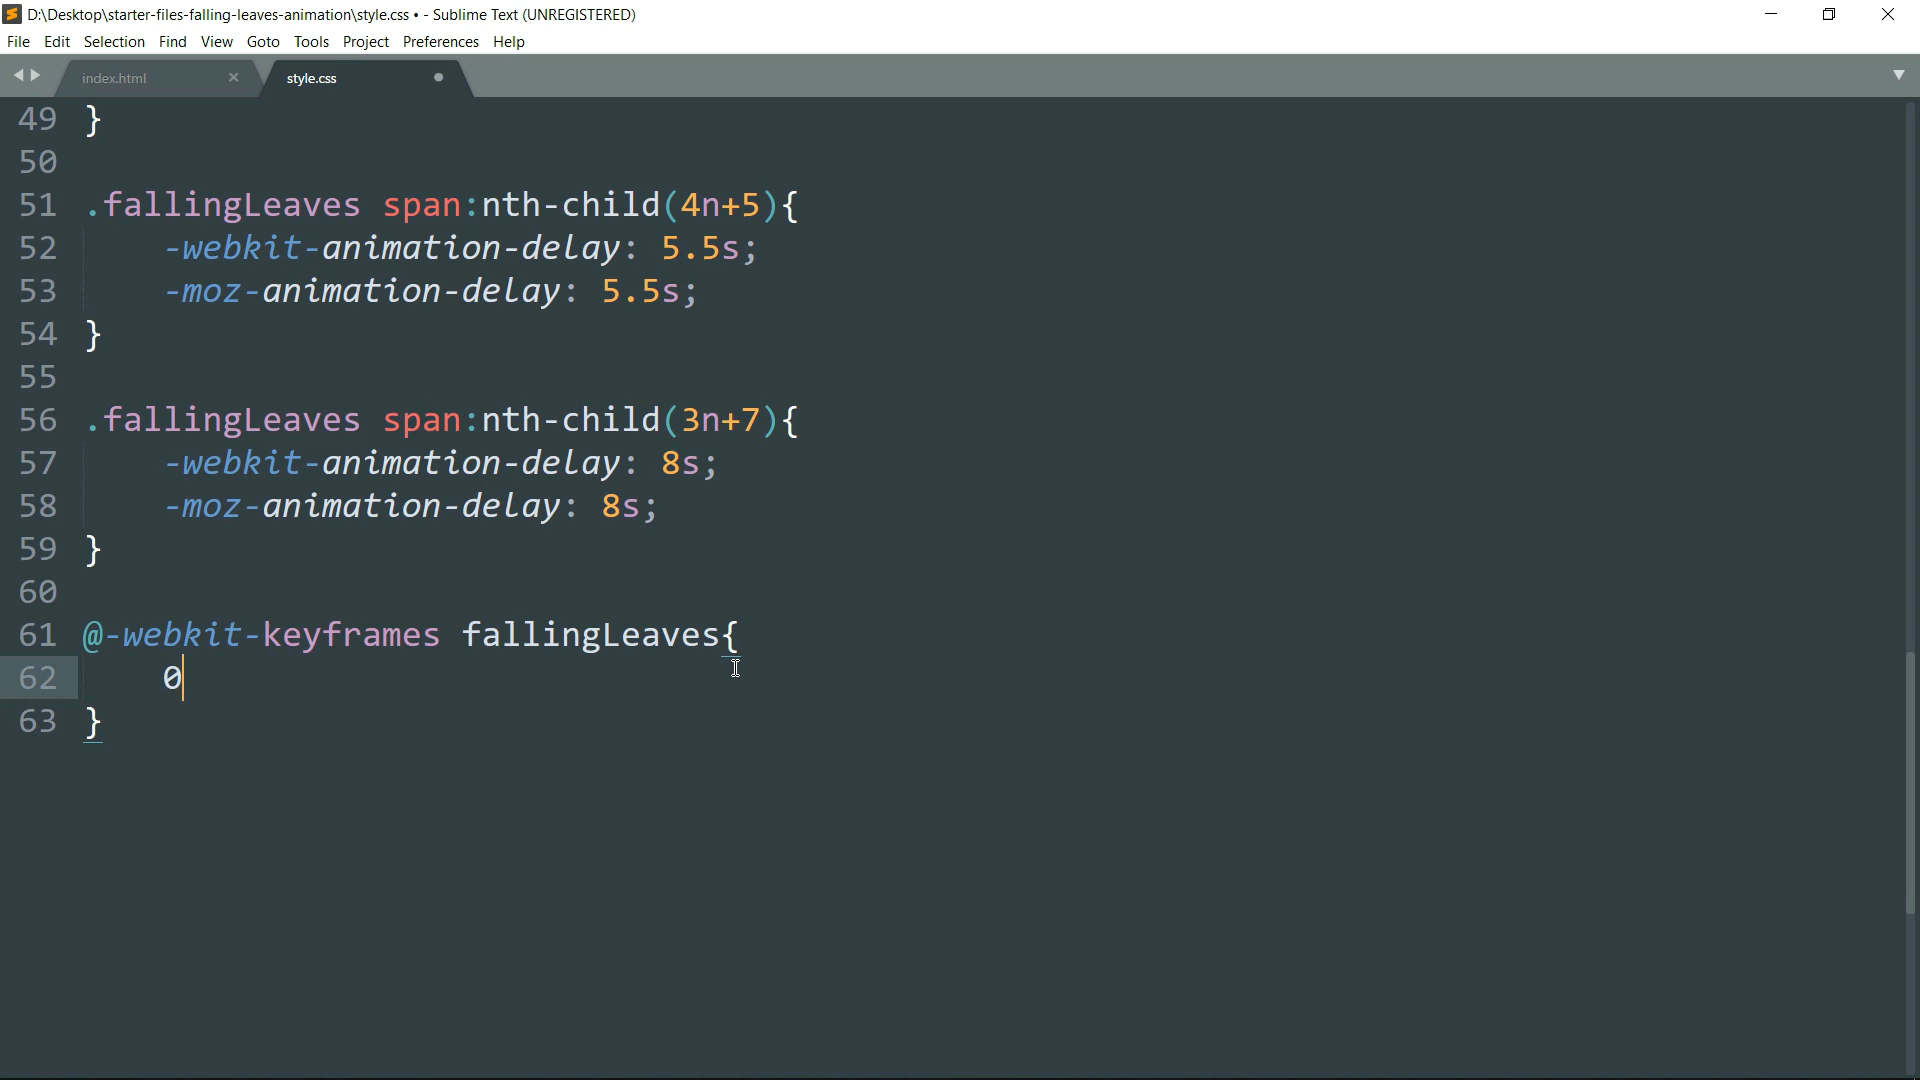 D:\Desktop\starter-files-falling-leaves-animation\style.css • - Sublime Text (UNREGISTERED)
File Edit Selection Find View Goto Tools Project Preferences Help
index.html style.css
49 }
50
51 .fallingLeaves span:nth-child(4n+5){
52 -webkit-animation-delay: 5.5s;
53 -moz-animation-delay: 5.5s;
54 }
55
56 .fallingLeaves span:nth-child(3n+7){
57 -webkit-animation-delay: 8s;
58 -moz-animation-delay: 8s;
59 }
60
61 @-webkit-keyframes fallingLeaves{
62 0
63 }